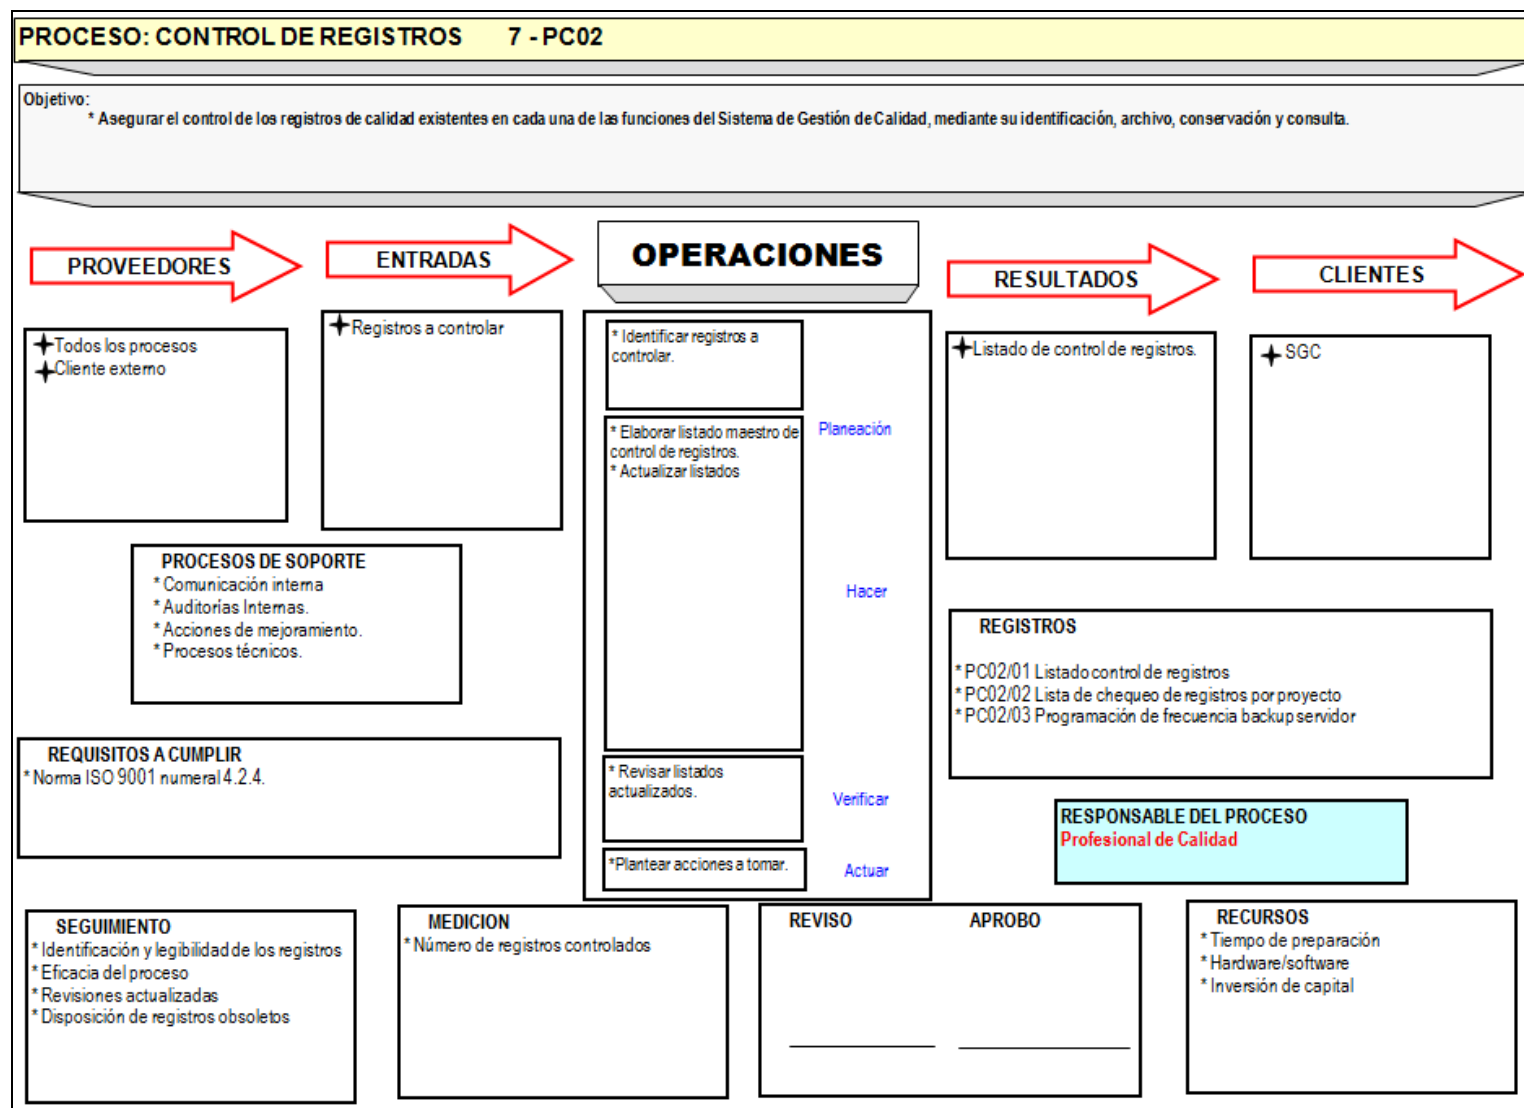 PROCESO: CONTROL DE REGISTROS 7 - PC02
Objetivo:
* Asegurar el control de los registros de calidad existentes en cada una de las funciones del Sistema de Gestión de Calidad, mediante su identificación, archivo, conservación y consulta.
PROVEEDORES
ENTRADAS
OPERACIONES
RESULTADOS
CLIENTES
Todos los procesos
Cliente externo
Registros a controlar
* Identificar registros a
controlar.
* Elaborar listado maestro de
control de registros.
* Actualizar listados
* Revisar listados
actualizados.
*Plantear acciones a tomar.
Planeación
Hacer
Verificar
Actuar
Listado de control de registros.
SGC
PROCESOS DE SOPORTE
* Comunicación interna
* Auditorías Internas.
* Acciones de mejoramiento.
* Procesos técnicos.
REGISTROS
* PC02/01 Listado control de registros
* PC02/02 Lista de chequeo de registros por proyecto
* PC02/03 Programación de frecuencia backup servidor
REQUISITOS A CUMPLIR
* Norma ISO 9001 numeral 4.2.4.
RESPONSABLE DEL PROCESO
Profesional de Calidad
SEGUIMIENTO
* Identificación y legibilidad de los registros
* Eficacia del proceso
* Revisiones actualizadas
* Disposición de registros obsoletos
MEDICION
* Número de registros controlados
REVISO APROBO
RECURSOS
* Tiempo de preparación
* Hardware/software
* Inversión de capital